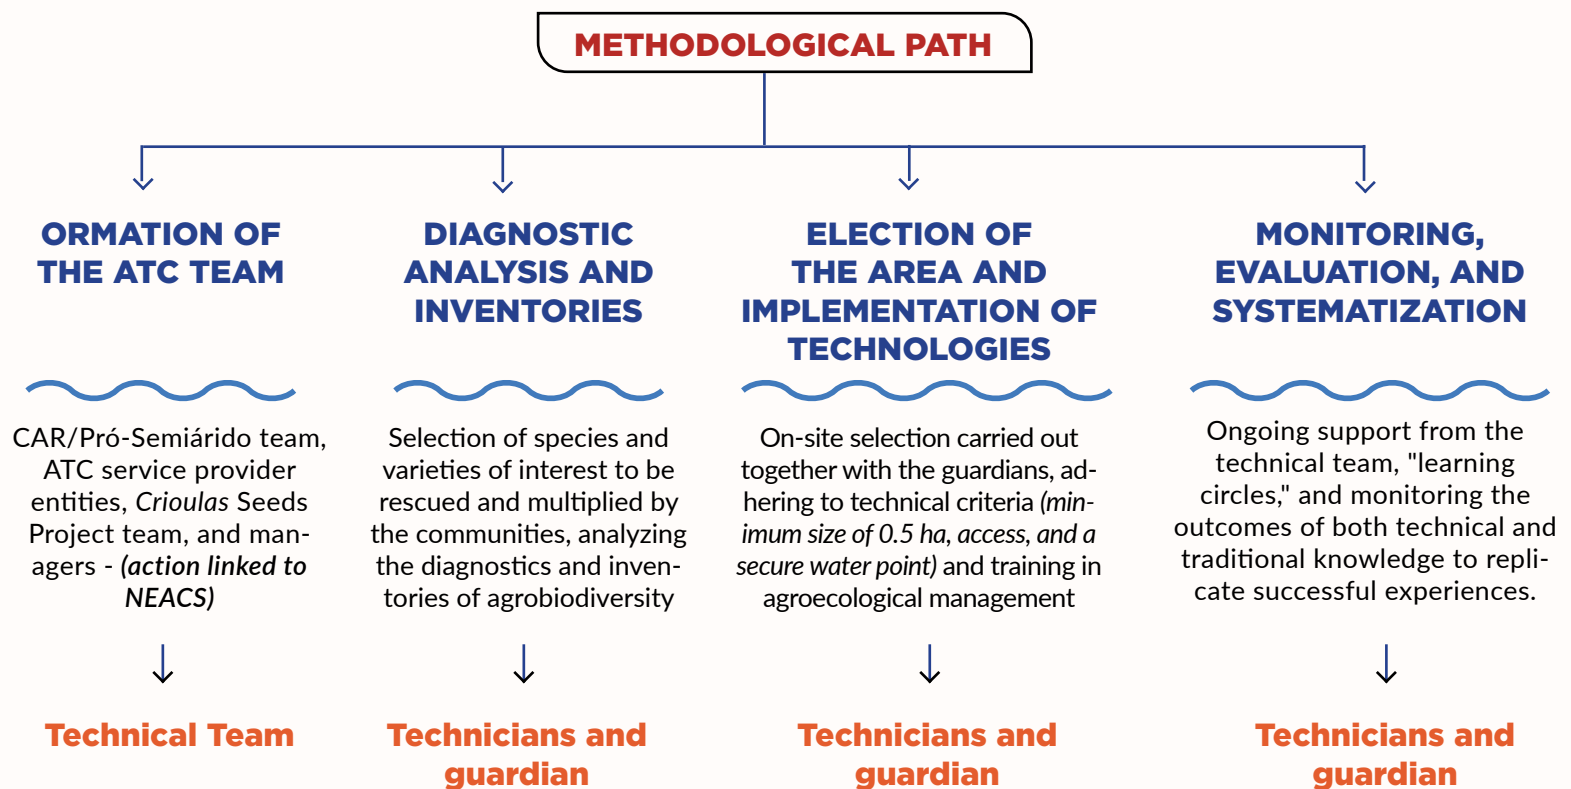 METHODOLOGICAL PATH
ORMATION OF
THE ATC TEAM
CAR/Pró-Semiárido team,
ATC service provider
entities, Crioulas Seeds
Project team, and man-
agers - (action linked to
NEACS)
Technical Team
DIAGNOSTIC
ANALYSIS AND
INVENTORIES
Selection of species and
varieties of interest to be
rescued and multiplied by
the communities, analyzing
the diagnostics and inven-
tories of agrobiodiversity
Technicians and
guardian
ELECTION OF
THE AREA AND
IMPLEMENTATION OF
TECHNOLOGIES
On-site selection carried out
together with the guardians, ad-
hering to technical criteria (min-
imum size of 0.5 ha, access, and a
secure water point) and training in
agroecological management
Technicians and
guardian
MONITORING,
EVALUATION, AND
SYSTEMATIZATION
Ongoing support from the
technical team, "learning
circles," and monitoring the
outcomes of both technical and
traditional knowledge to repli-
cate successful experiences.
Technicians and
guardian